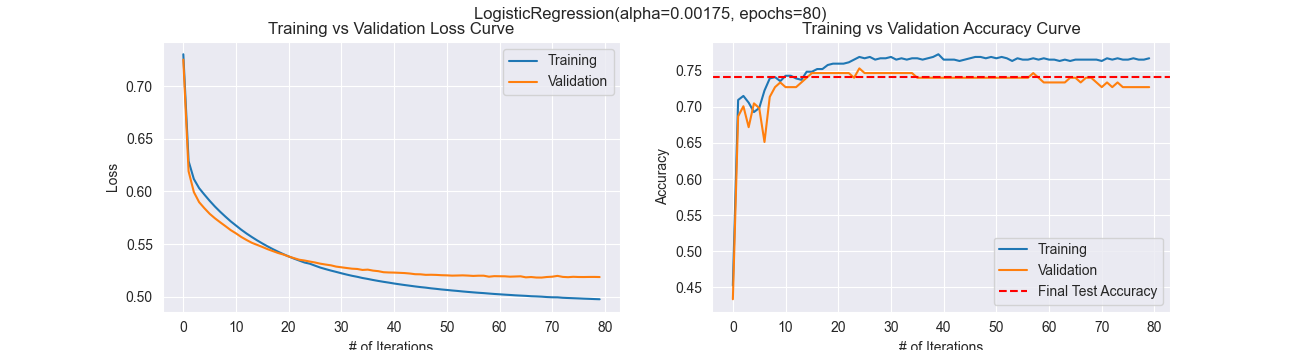 LogisticRegression(alpha=0.00175, epochs=80)
Training vs Validation Loss Curve
Training
Validation
0.70
0.65
0.60
0.55
0.50
Loss
0 10 20 30 40 50 60 70 80
# of Iterations
Training vs Validation Accuracy Curve
0.75
0.70
0.65
0.60
0.55
0.50
0.45
Accuracy
Training
Validation
Final Test Accuracy
0 10 20 30 40 50 60 70 80
# of Iterations